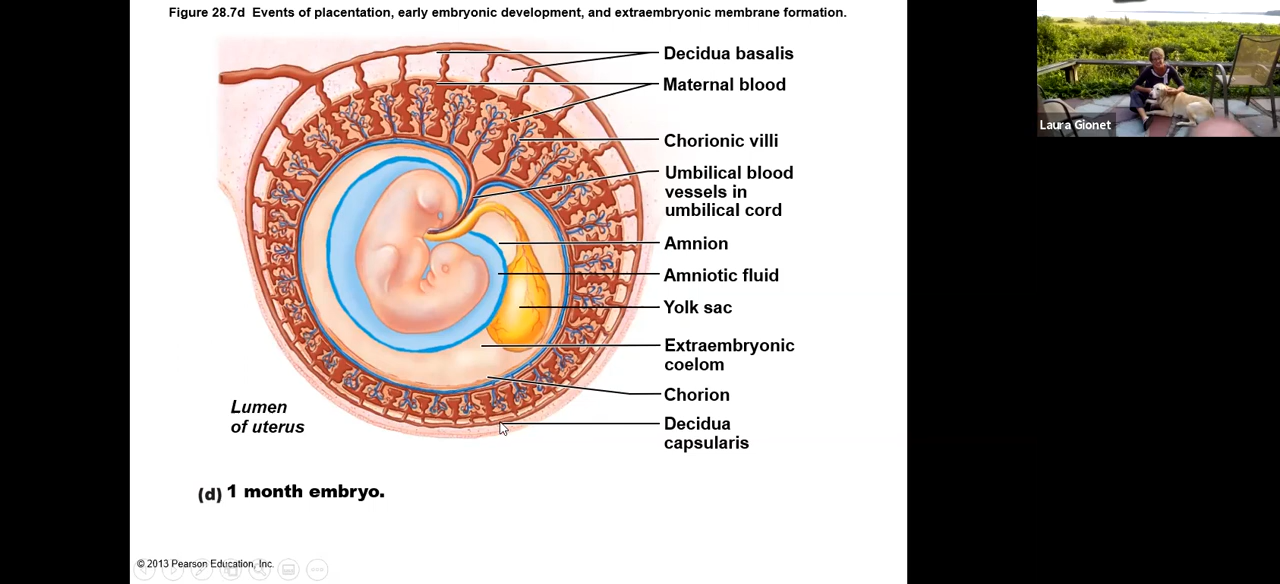 Figure 28.7d Events of placentation, early embryonic development, and extraembryonic membrane formation.
Laura Gionet
Decidua basalis
Maternal blood
Chorionic villi
Umbilical blood
vessels in
umbilical cord
Amnion
Amniotic fluid
Yolk sac
Extraembryonic
coelom
Chorion
Decidua
capsularis
Lumen
of uterus
(d) 1 month embryo.
© 2013 Pearson Education, Inc.